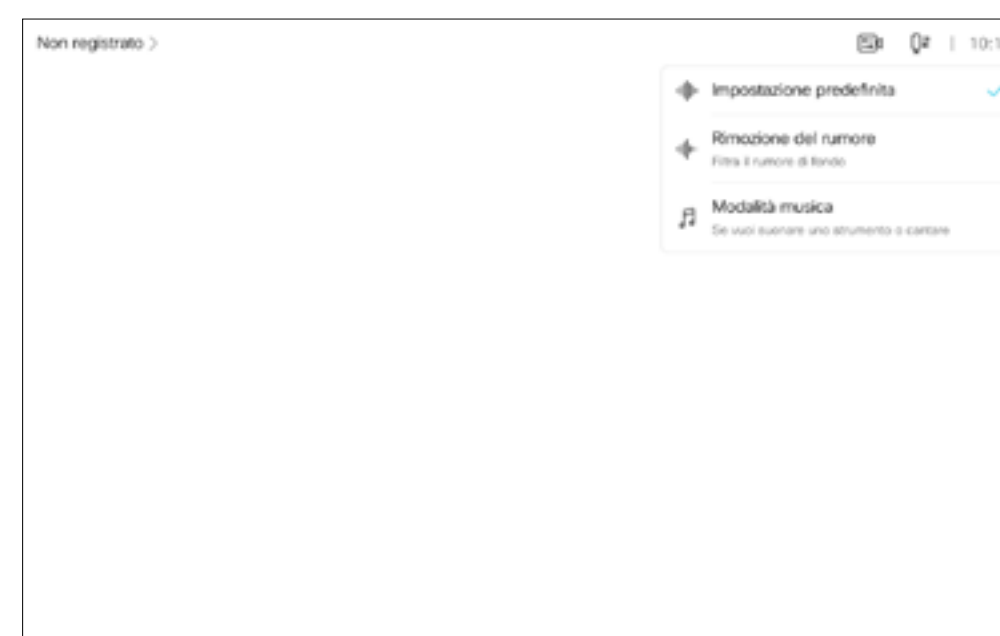 Non registrato
10:1
Impostazione predefinita
Rimozione del rumore
Filtra il rumore di fondo
Modalità musica
Se vuoi suonare uno strumento o cantare